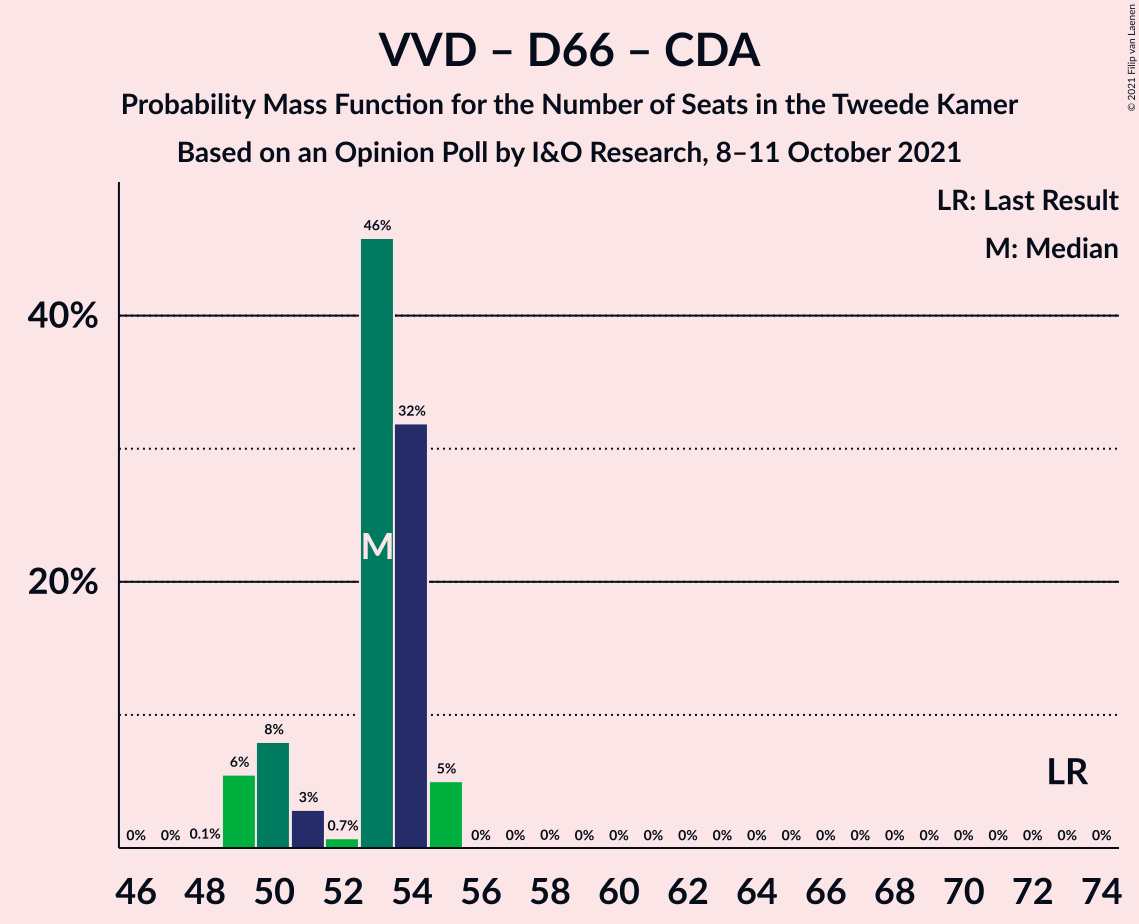 VVD – D66 – CDA
Probability Mass Function for the Number of Seats in the Tweede Kamer
Based on an Opinion Poll by I&O Research, 8–11 October 2021
© 2021 Filip van Laenen
LR: Last Result
M: Median
46%
40%
32%
M
20%
8%
6%
5%
3%
LR
0% 0% 0.1% 0.7% 0% 0% 0% 0% 0% 0% 0% 0% 0% 0% 0% 0% 0% 0% 0% 0% 0% 0% 0%
46 48 50 52 54 56 58 60 62 64 66 68 70 72 74